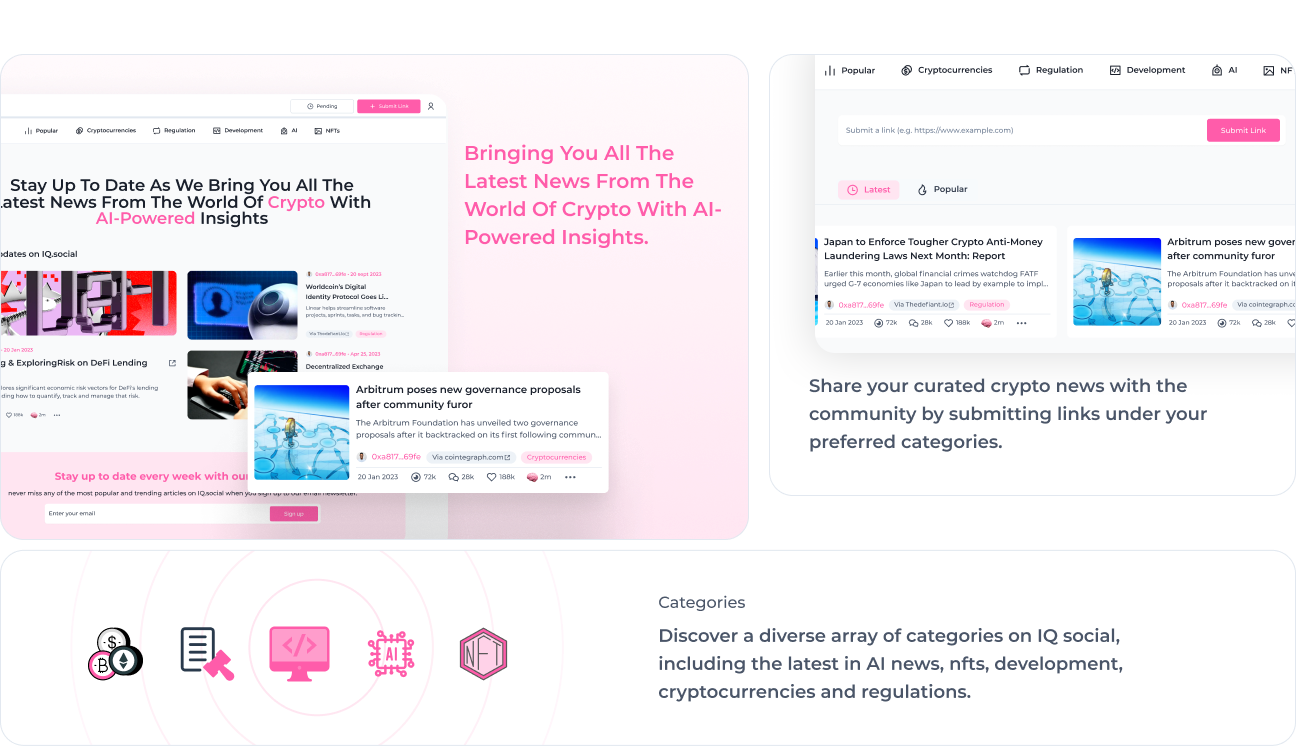 Pending
Submit Link
Popular
Cryptocurrencies
Regulation
Development
AI
NFTs
Stay Up To Date As We Bring You All The
Latest News From The World Of Crypto With
AI-Powered Insights
dates on IQ.social
0xa817...69fe • 20 sept 2023
Worldcoin's Digital
Identity Protocol Goes Li...
Linear helps streamline software
projects, sprints, tasks, and bug trackin...
Via Thedefiant.io
Regulation
• 20 Jan 2023
g & ExploringRisk on DeFi Lending
lores significant economic risk vectors for DeFi's lending
ding how to quantify, track and manage that risk.
188k
2m
0xa817...69fe • Apr 25, 2023
Decentralized Exchange
Arbitrum poses new governance proposals
after community furor
The Arbitrum Foundation has unveiled two governance
proposals after it backtracked on its first following commun...
0xa817...69fe
Via cointegraph.com
Cryptocurrencies
20 Jan 2023
72k
28k
188k
2m
Stay up to date every week with our
never miss any of the most popular and trending articles on IQ.social when you sign up to our email newsletter.
Enter your email
Sign up
Bringing You All The
Latest News From The
World Of Crypto With AI-
Powered Insights.
Popular
Cryptocurrencies
Regulation
Development
AI
NF
Submit a link (e.g. https://www.example.com)
Submit Link
Latest
Popular
Japan to Enforce Tougher Crypto Anti-Money
Laundering Laws Next Month: Report
Earlier this month, global financial crimes watchdog FATF
urged G-7 economies like Japan to lead by example to impl...
0xa817...69fe
Via Thedefiant.io
Regulation
20 Jan 2023
72k
28k
188k
2m
Arbitrum poses new gover
after community furor
The Arbitrum Foundation has unve
proposals after it backtracked on it
0xa817...69fe
Via cointegraph.c
20 Jan 2023
72k
28k
Share your curated crypto news with the
community by submitting links under your
preferred categories.
$
B
AI
NFT
Categories
Discover a diverse array of categories on IQ social,
including the latest in AI news, nfts, development,
cryptocurrencies and regulations.